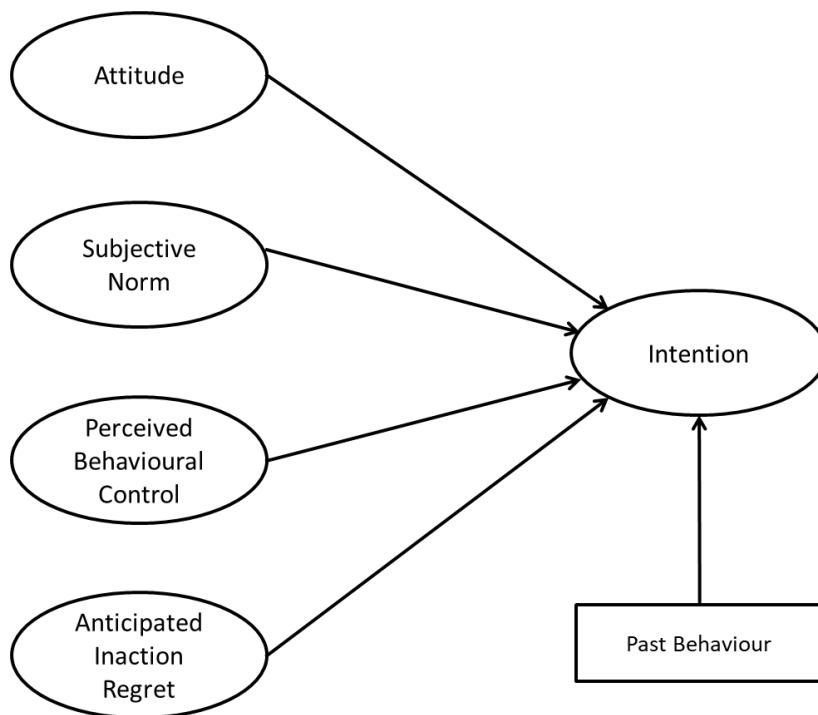 Attitude
Subjective
Norm
Intention
Perceived
Behavioural
Control
Anticipated
Inaction
Regret
Past Behaviour